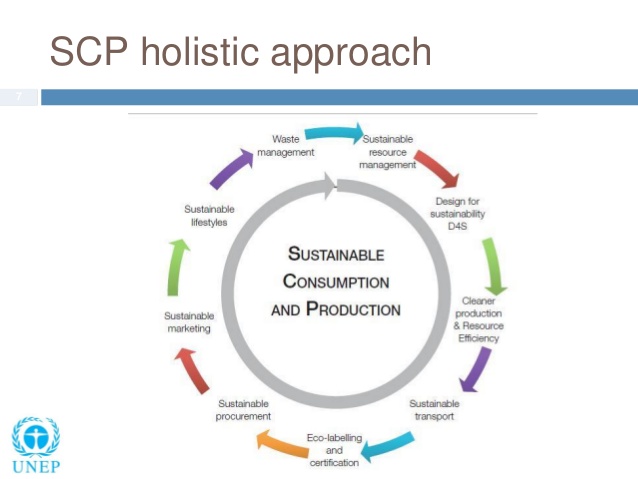 SCP holistic approach
7
Waste
management
Sustainable
resource
management
Design for
sustainability
D4S
Cleaner
production
& Resource
Efficiency
Sustainable
transport
Eco-labelling
and
certification
Sustainable
procurement
Sustainable
marketing
Sustainable
lifestyles
SUSTAINABLE
CONSUMPTION
AND PRODUCTION
UNEP